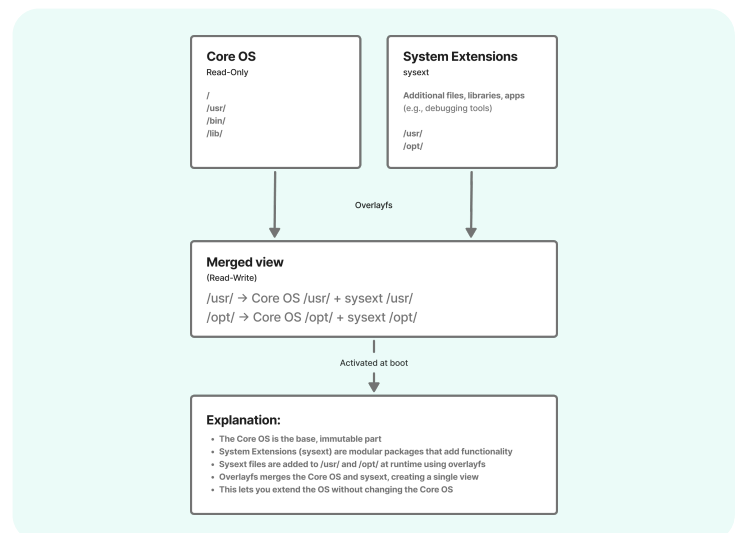 Core OS
Read-Only
/
/usr/
/bin/
/lib/
System Extensions
sysext
Additional files, libraries, apps
(e.g., debugging tools)
/usr/
/opt/
Overlayfs
Merged view
(Read-Write)
/usr/ → Core OS /usr/ + sysext /usr/
/opt/ → Core OS /opt/ + sysext /opt/
Activated at boot
Explanation:
• The Core OS is the base, immutable part
• System Extensions (sysext) are modular packages that add functionality
• Sysext files are added to /usr/ and /opt/ at runtime using overlayfs
• Overlayfs merges the Core OS and sysext, creating a single view
• This lets you extend the OS without changing the Core OS